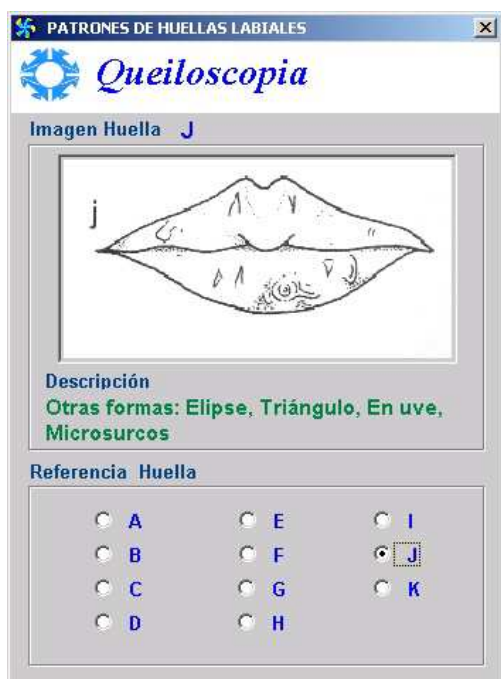 PATRONES DE HUELLAS LABIALES
Queiloscopia
Imagen Huella J
j
Descripción
Otras formas: Elipse, Triángulo, En uve,
Microsurcos
Referencia Huella
A E I
B F J
C G K
D H